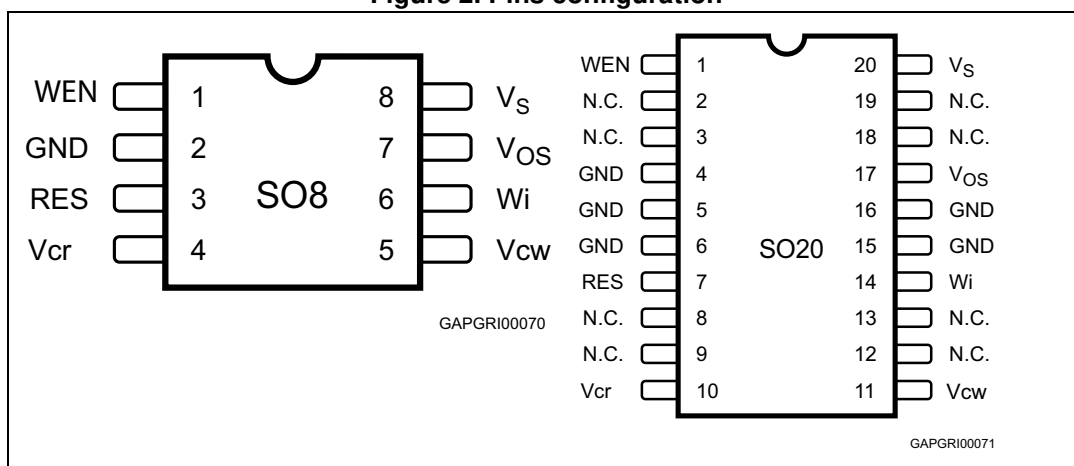 Figure 2. Pins configuration
WEN 1 8 VS
GND 2 7 VOS
RES 3 SO8 6 Wi
Vcr 4 5 Vcw
GAPGRI00070
WEN 1 20 VS
N.C. 2 19 N.C.
N.C. 3 18 N.C.
GND 4 17 VOS
GND 5 16 GND
GND 6 SO20 15 GND
RES 7 14 Wi
N.C. 8 13 N.C.
N.C. 9 12 N.C.
Vcr 10 11 Vcw
GAPGRI00071